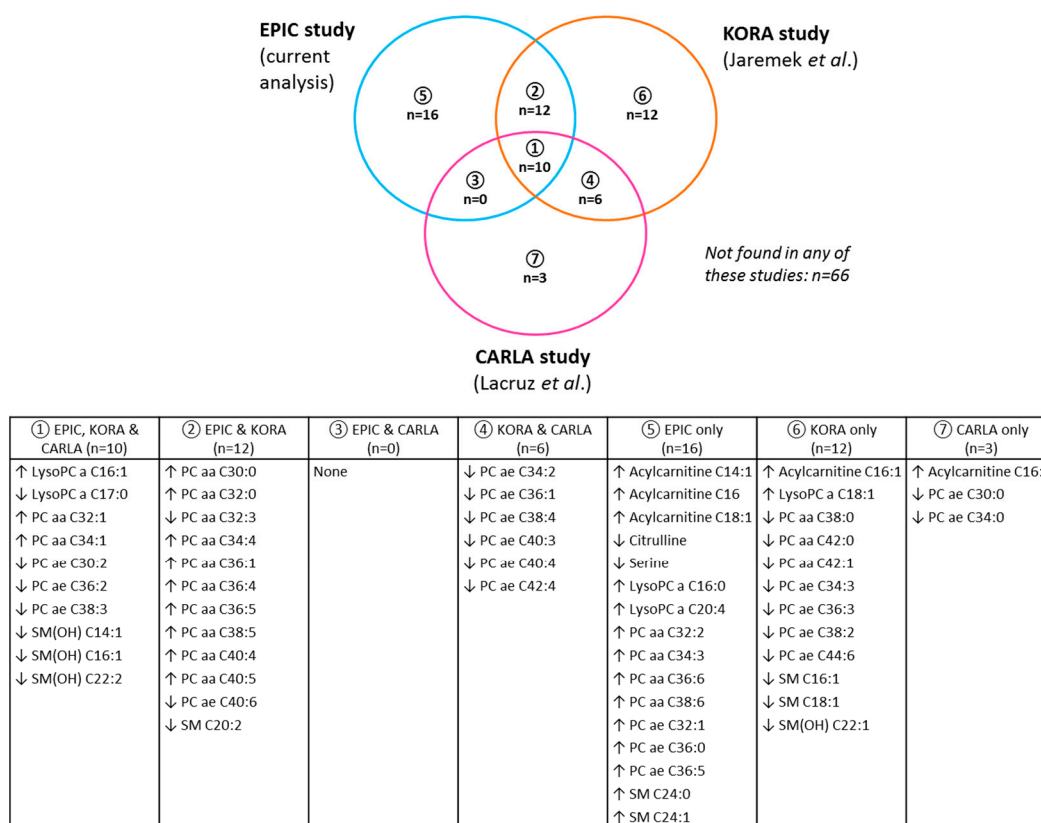 EPIC study
(current
analysis)
KORA study
(Jaremek et al.)
⑤
n=16
②
n=12
⑥
n=12
①
n=10
③
n=0
④
n=6
⑦
n=3
Not found in any of
these studies: n=66
CARLA study
(Lacruz et al.)
① EPIC, KORA &
CARLA (n=10)
↑ LysoPC a C16:1
↓ LysoPC a C17:0
↑ PC aa C32:1
↑ PC aa C34:1
↓ PC ae C30:2
↓ PC ae C36:2
↓ PC ae C38:3
↓ SM(OH) C14:1
↓ SM(OH) C16:1
↓ SM(OH) C22:2
② EPIC & KORA
(n=12)
↑ PC aa C30:0
↑ PC aa C32:0
↓ PC aa C32:3
↑ PC aa C34:4
↑ PC aa C36:1
↑ PC aa C36:4
↑ PC aa C36:5
↑ PC aa C38:5
↑ PC aa C40:4
↑ PC aa C40:5
↓ PC ae C40:6
↓ SM C20:2
③ EPIC & CARLA
(n=0)
None
④ KORA & CARLA
(n=6)
↓ PC ae C34:2
↓ PC ae C36:1
↓ PC ae C38:4
↓ PC ae C40:3
↓ PC ae C40:4
↓ PC ae C42:4
⑤ EPIC only
(n=16)
↑ Acylcarnitine C14:1
↑ Acylcarnitine C16
↑ Acylcarnitine C18:1
↓ Citrulline
↓ Serine
↑ LysoPC a C16:0
↑ LysoPC a C20:4
↑ PC aa C32:2
↑ PC aa C34:3
↑ PC aa C36:6
↑ PC aa C38:6
↑ PC ae C32:1
↑ PC ae C36:0
↑ PC ae C36:5
↑ SM C24:0
↑ SM C24:1
⑥ KORA only
(n=12)
↑ Acylcarnitine C16:1
↑ LysoPC a C18:1
↓ PC aa C38:0
↓ PC aa C42:0
↓ PC aa C42:1
↓ PC ae C34:3
↓ PC ae C36:3
↓ PC ae C38:2
↓ PC ae C44:6
↓ SM C16:1
↓ SM C18:1
↓ SM(OH) C22:1
⑦ CARLA only
(n=3)
↑ Acylcarnitine C16:
↓ PC ae C30:0
↓ PC ae C34:0